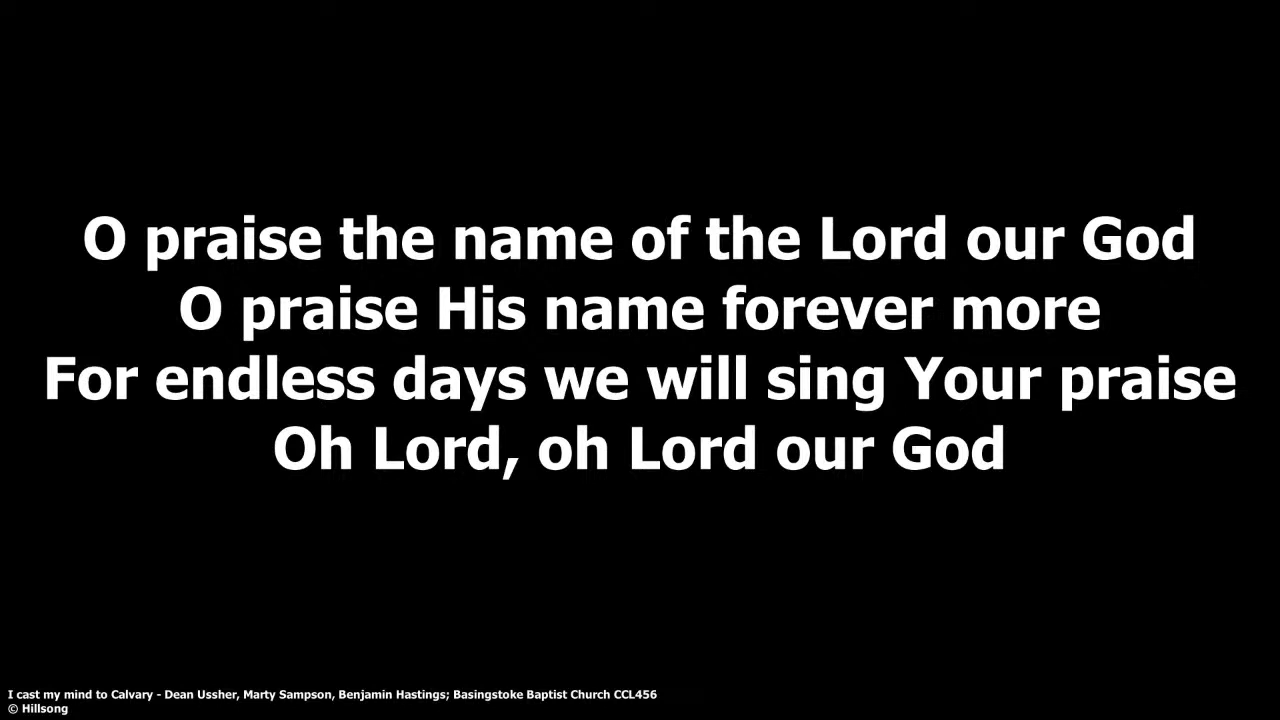 O praise the name of the Lord our God
O praise His name forever more
For endless days we will sing Your praise
Oh Lord, oh Lord our God
I cast my mind to Calvary - Dean Ussher, Marty Sampson, Benjamin Hastings; Basingstoke Baptist Church CCL456
© Hillsong